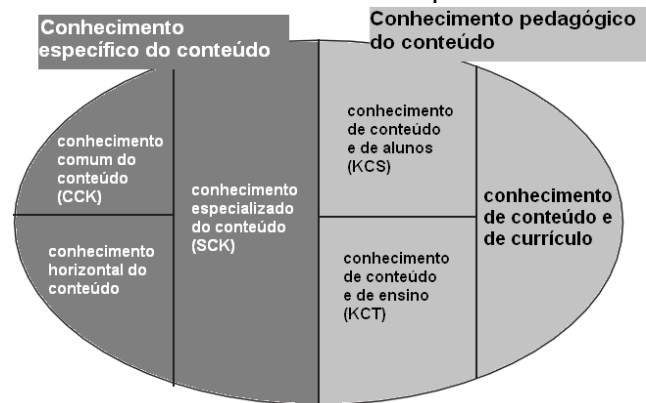 Conhecimento
específico do conteúdo
Conhecimento pedagógico
do conteúdo
conhecimento
comum do
conteúdo
(CCK)
conhecimento
horizontal do
conteúdo
conhecimento
especializado
do conteúdo
(SCK)
conhecimento
de conteúdo
e de alunos
(KCS)
conhecimento
de conteúdo
e de ensino
(KCT)
conhecimento
de conteúdo e
de currículo